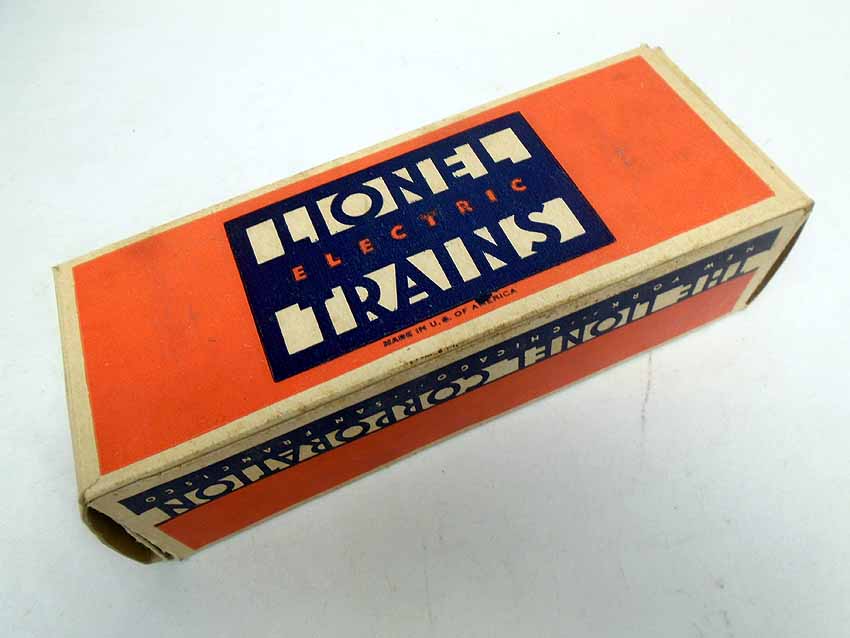 LIONEL
ELECTRIC
TRAINS
MADE IN U.S. OF AMERICA
THE LIONEL CORPORATION
NEW YORK · CHICAGO · SAN FRANCISCO